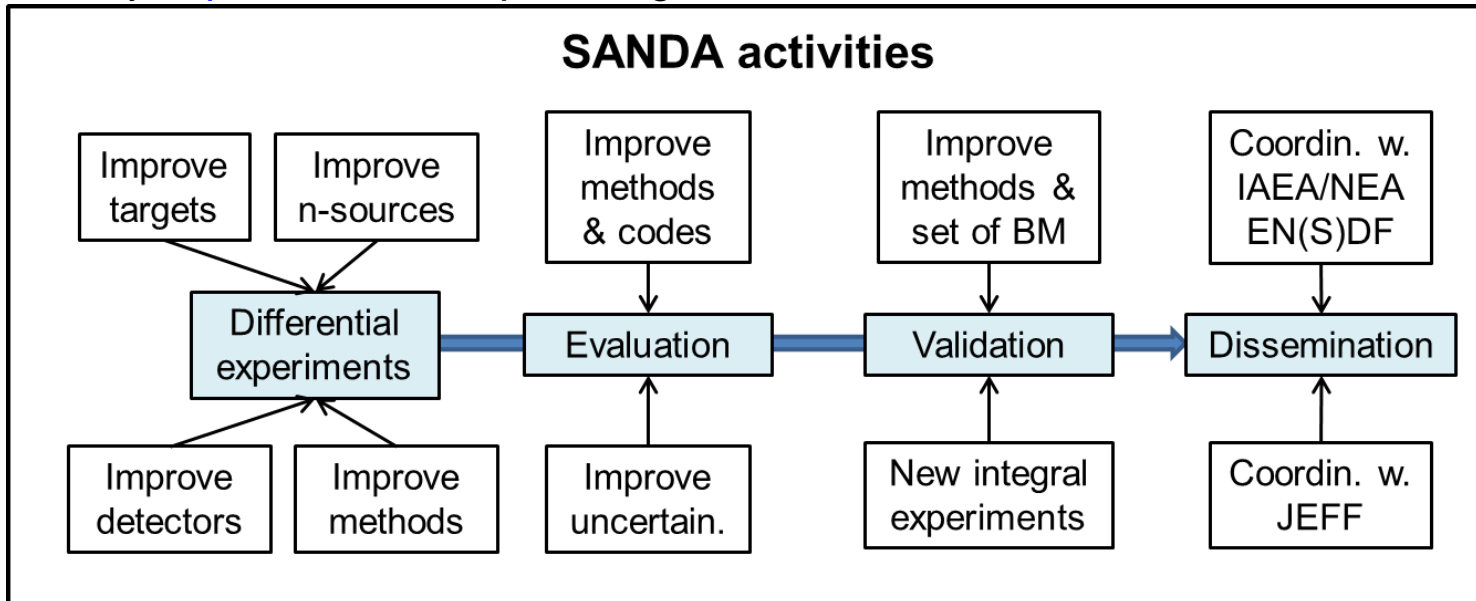 SANDA activities
Improve
targets
Improve
n-sources
Improve
methods
& codes
Improve
methods &
set of BM
Coordin. w.
IAEA/NEA
EN(S)DF
Differential
experiments
Evaluation
Validation
Dissemination
Improve
detectors
Improve
methods
Improve
uncertain.
New integral
experiments
Coordin. w.
JEFF